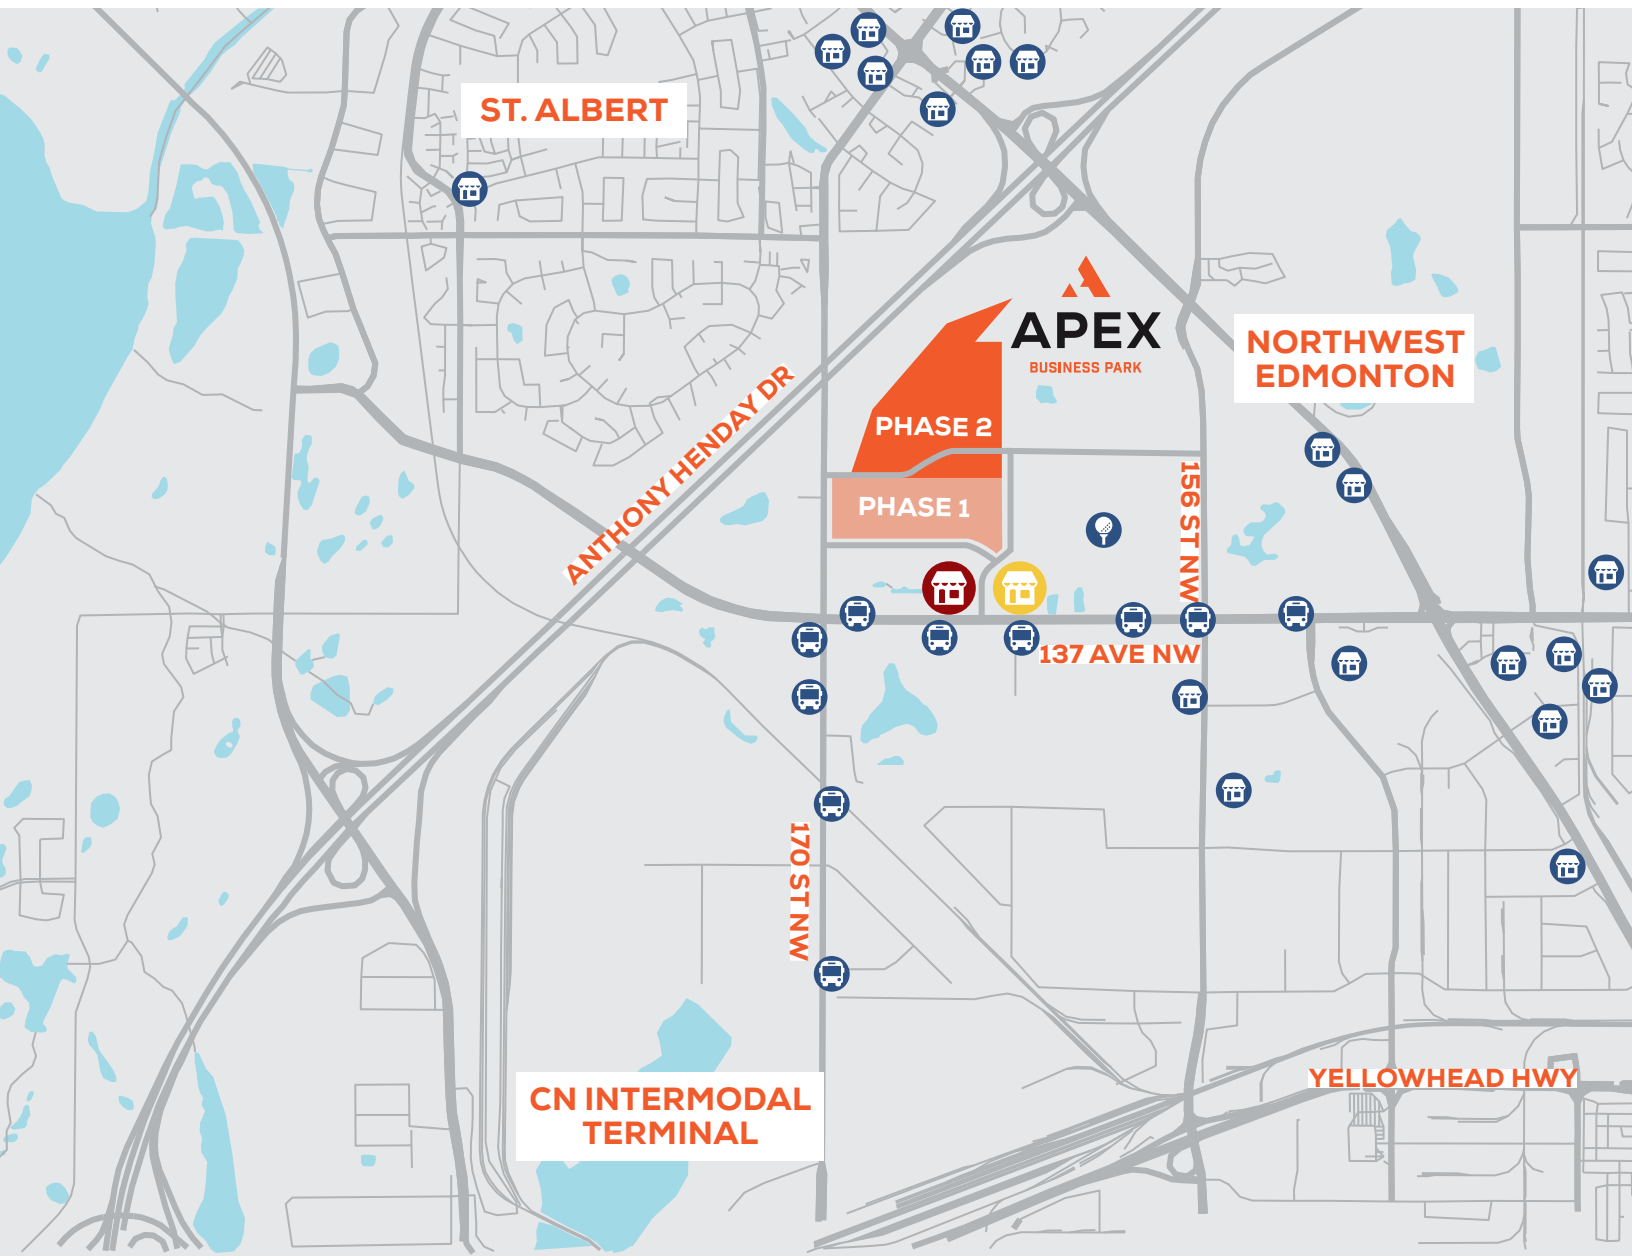 ST. ALBERT
APEX
BUSINESS PARK
NORTHWEST
EDMONTON
ANTHONY HENDAY DR
PHASE 2
PHASE 1
156 ST NW
137 AVE NW
170 ST NW
YELLOWHEAD HWY
CN INTERMODAL
TERMINAL